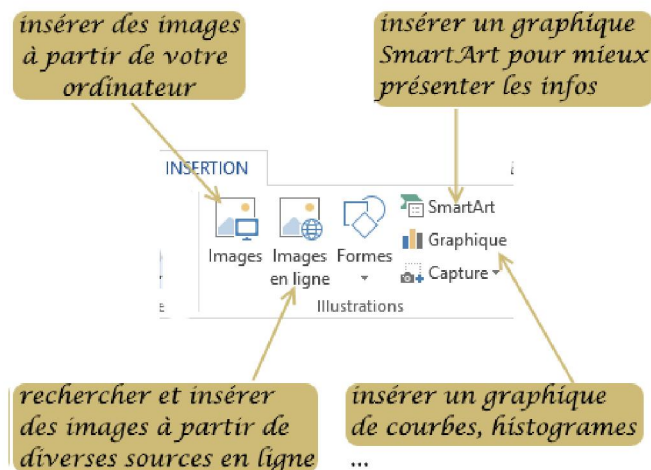 insérer des images
à partir de votre
ordinateur
insérer un graphique
SmartArt pour mieux
présenter les infos
INSERTION
Images
Images
en ligne
Formes
SmartArt
Graphique
Capture
Illustrations
rechercher et insérer
des images à partir de
diverses sources en ligne
insérer un graphique
de courbes, histogrames
...